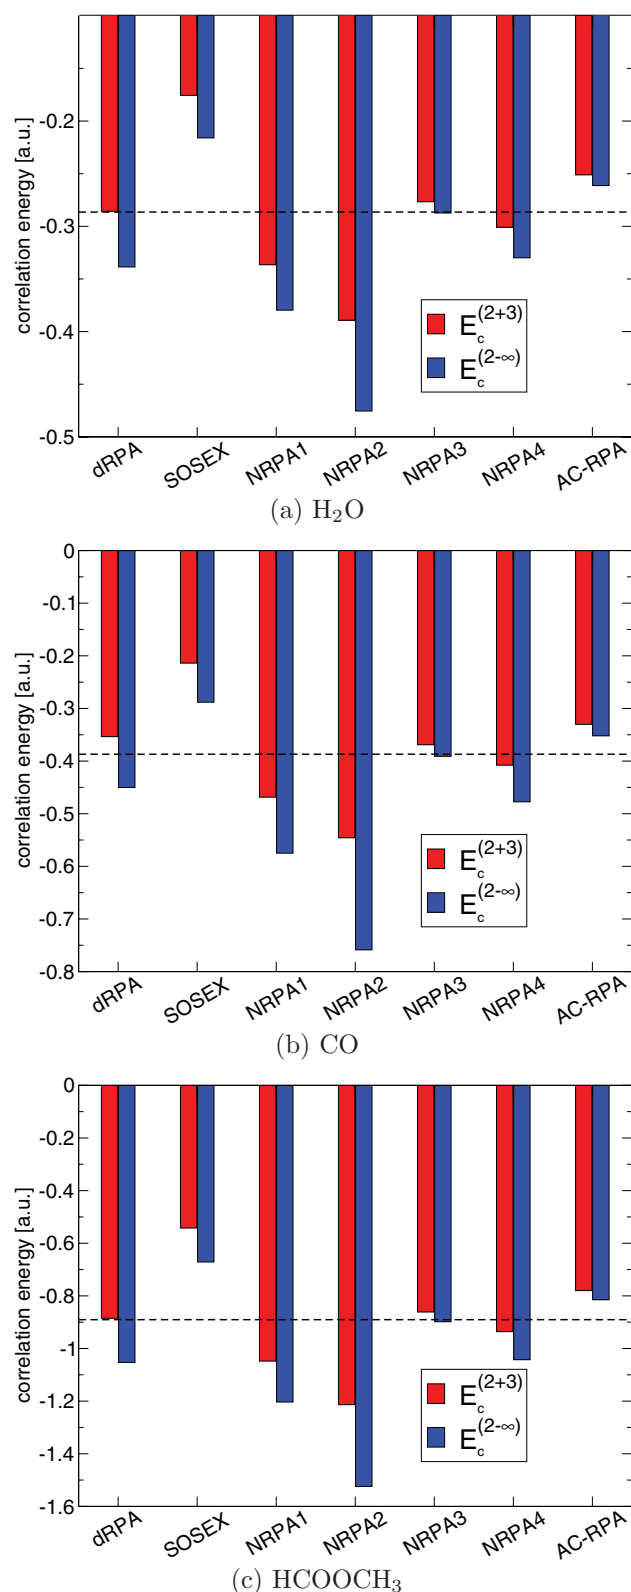 correlation energy [a.u.]
-0.2
-0.3
-0.4
-0.5
E_c^(2+3)
E_c^(2-∞)
dRPA SOSEX NRPA1 NRPA2 NRPA3 NRPA4 AC-RPA
(a) H₂O
correlation energy [a.u.]
0
-0.1
-0.2
-0.3
-0.4
-0.5
-0.6
-0.7
-0.8
E_c^(2+3)
E_c^(2-∞)
dRPA SOSEX NRPA1 NRPA2 NRPA3 NRPA4 AC-RPA
(b) CO
correlation energy [a.u.]
0
-0.2
-0.4
-0.6
-0.8
-1
-1.2
-1.4
-1.6
E_c^(2+3)
E_c^(2-∞)
dRPA SOSEX NRPA1 NRPA2 NRPA3 NRPA4 AC-RPA
(c) HCOOCH₃